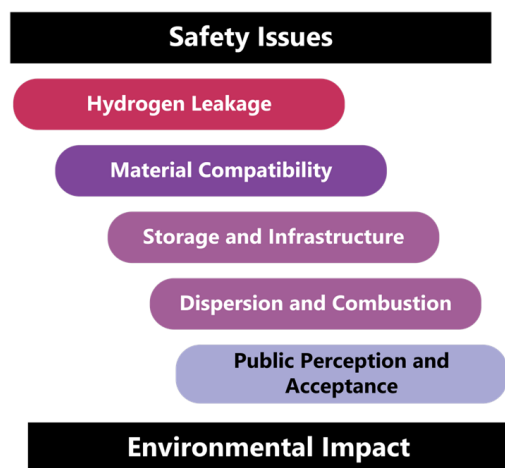 Safety Issues
Hydrogen Leakage
Material Compatibility
Storage and Infrastructure
Dispersion and Combustion
Public Perception and
Acceptance
Environmental Impact